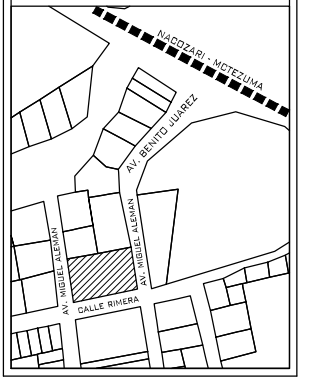 NACOZARI - MCTEZUMA
AV. BENITO JUAREZ
AV. MIGUEL ALEMAN
AV. MIGUEL ALEMAN
CALLE RIMERA